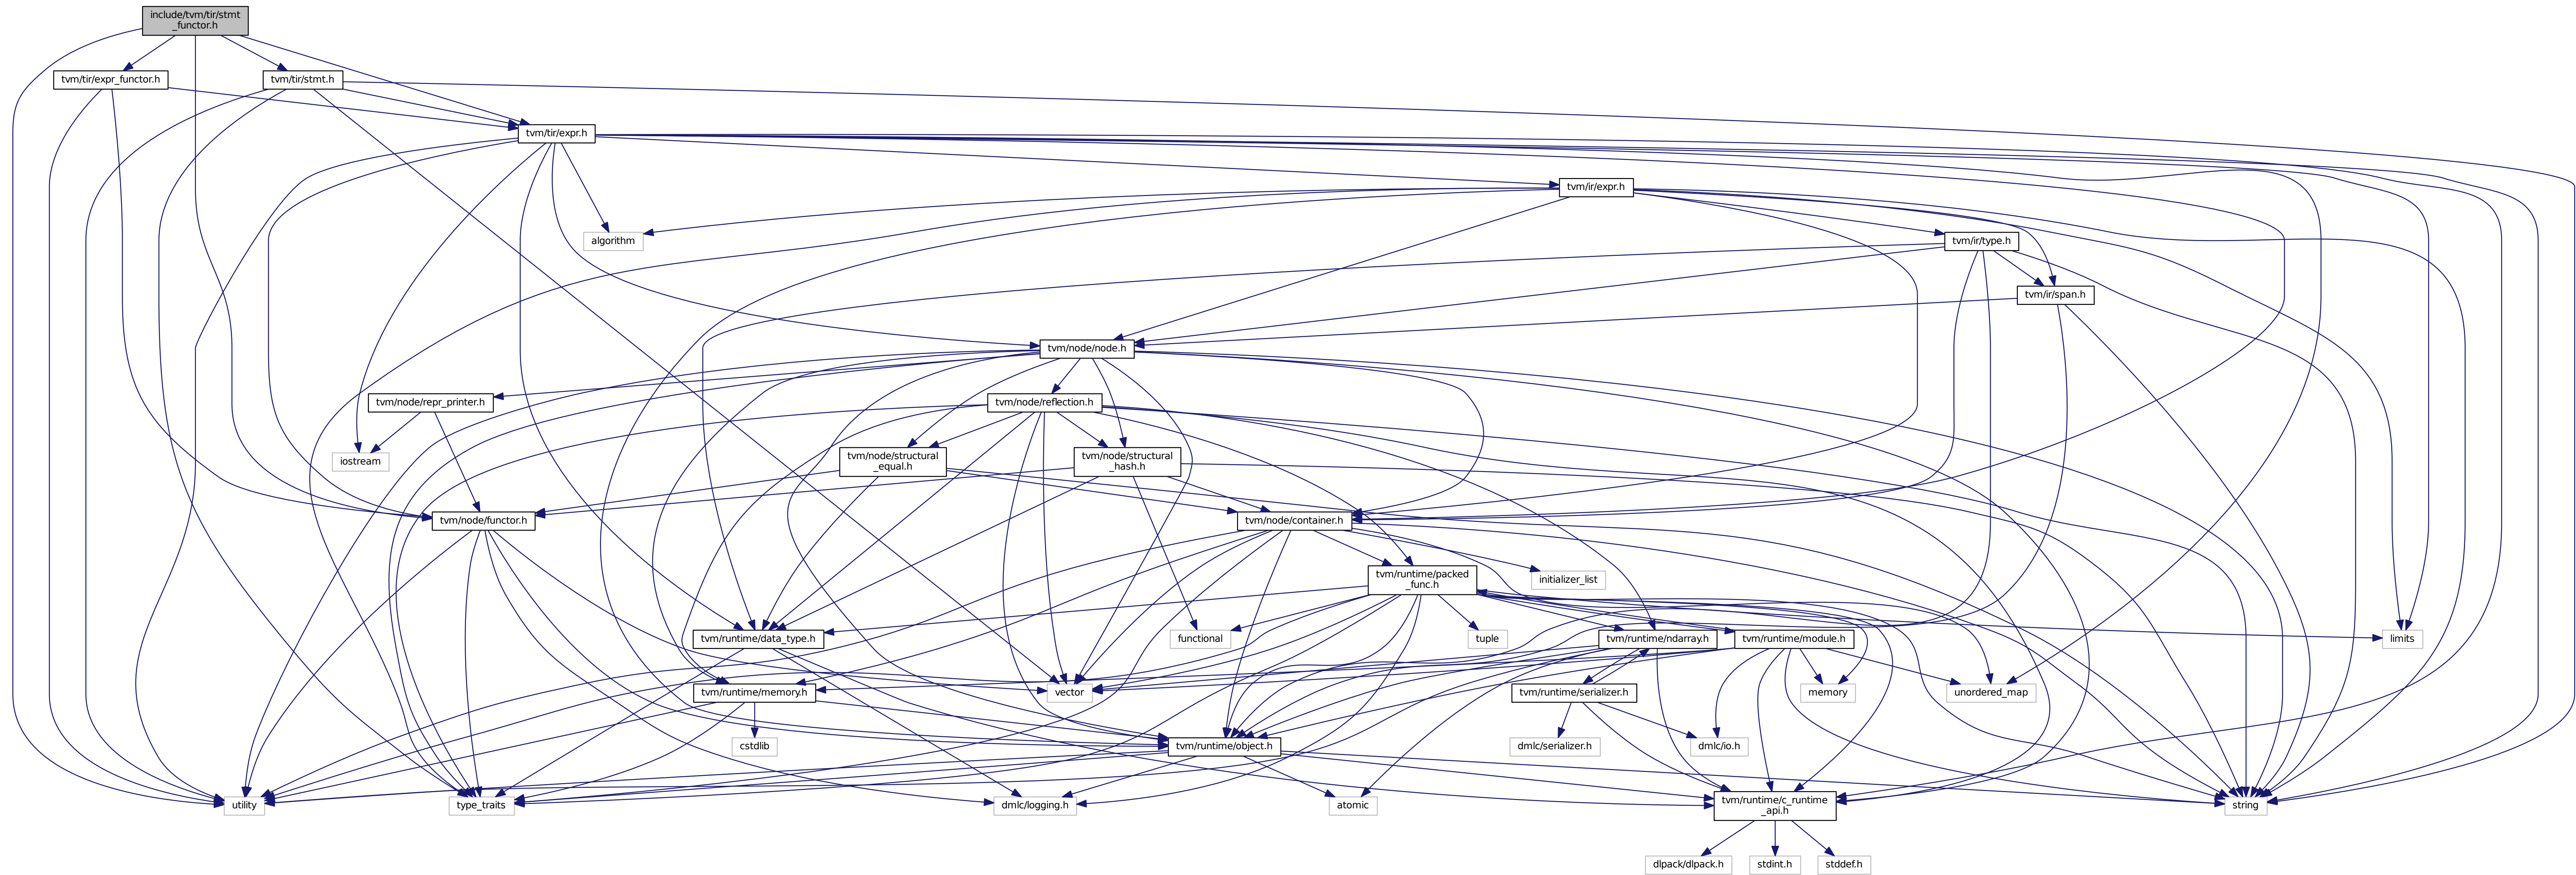 include/tvm/tir/stmt
_functor.h
tvm/tir/expr_functor.h
tvm/tir/stmt.h
tvm/tir/expr.h
tvm/ir/expr.h
algorithm
tvm/ir/type.h
tvm/ir/span.h
tvm/node/node.h
tvm/node/repr_printer.h
tvm/node/reflection.h
iostream
tvm/node/structural
_equal.h
tvm/node/structural
_hash.h
tvm/node/functor.h
tvm/node/container.h
tvm/runtime/packed
_func.h
initializer_list
tvm/runtime/data_type.h
functional
tuple
tvm/runtime/ndarray.h
tvm/runtime/module.h
limits
tvm/runtime/memory.h
vector
tvm/runtime/serializer.h
memory
unordered_map
cstdlib
tvm/runtime/object.h
dmlc/serializer.h
dmlc/io.h
utility
type_traits
dmlc/logging.h
atomic
tvm/runtime/c_runtime
_api.h
string
dlpack/dlpack.h
stdint.h
stddef.h